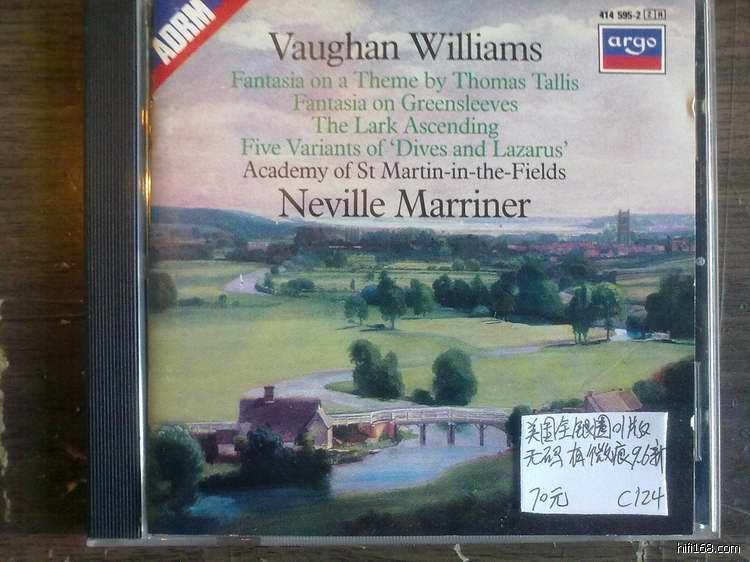 ADRM
414 595-2 Z H
argo
Vaughan Williams
Fantasia on a Theme by Thomas Tallis
Fantasia on Greensleeves
The Lark Ascending
Five Variants of ‘Dives and Lazarus’
Academy of St Martin-in-the-Fields
Neville Marriner
美国全银圈01版
无码 有微痕 9.6新
70元 C124
hifi168.com